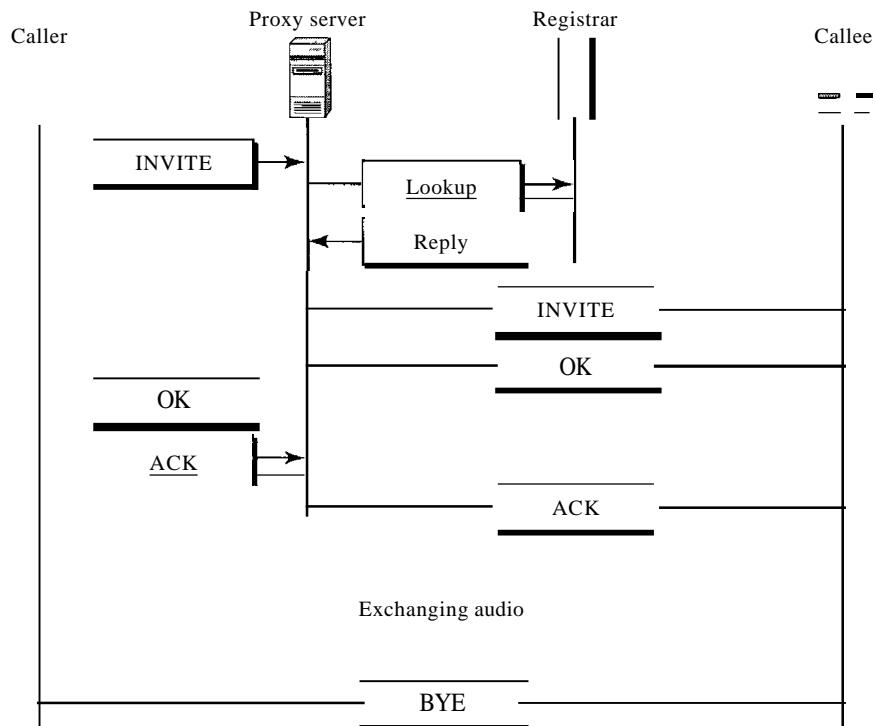 Caller
Proxy server
Registrar
Callee
INVITE
Lookup
Reply
INVITE
OK
OK
ACK
ACK
Exchanging audio
BYE